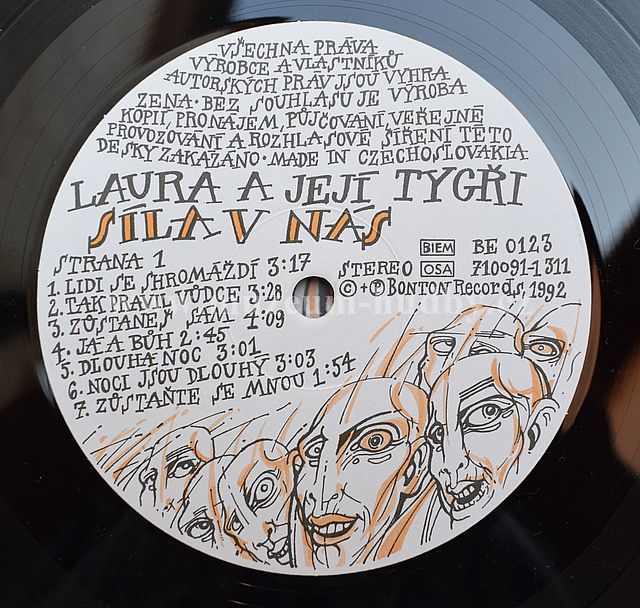 VŠECHNA PRÁVA
VÝROBCE A VLASTNÍKŮ
AUTORSKÝCH PRÁV JSOU VYHRA
ZENA·BEZ SOUHLASU JE VÝROBA
KOPIÍ, PRONÁJEM, PŮJČOVÁNÍ, VEŘEJNÉ
PROVOZOVÁNÍ A ROZHLASOVÉ ŠÍŘENÍ TÉTO
DESKY ZAKÁZÁNO·MADE IN CZECHOSLOVAKIA
LAURA A JEJÍ TYGŘI
SÍLA V NÁS
STRANA 1
1. LIDI SE SHROMÁŽDÍ 3:17
2. TAK PRAVIL VŮDCE 3:28
3. ZŮSTANEŠ SÁM 4:09
4. JÁ A BŮH 2:45
5. DLOUHÁ NOC 3:01
6. NOCI JSOU DLOUHÝ 3:03
7. ZŮSTAŇTE SE MNOU 1:54
BIEM BE 0123
STEREO OSA 710091-1 311
©+Ⓟ BONTON RECORDS, 1992